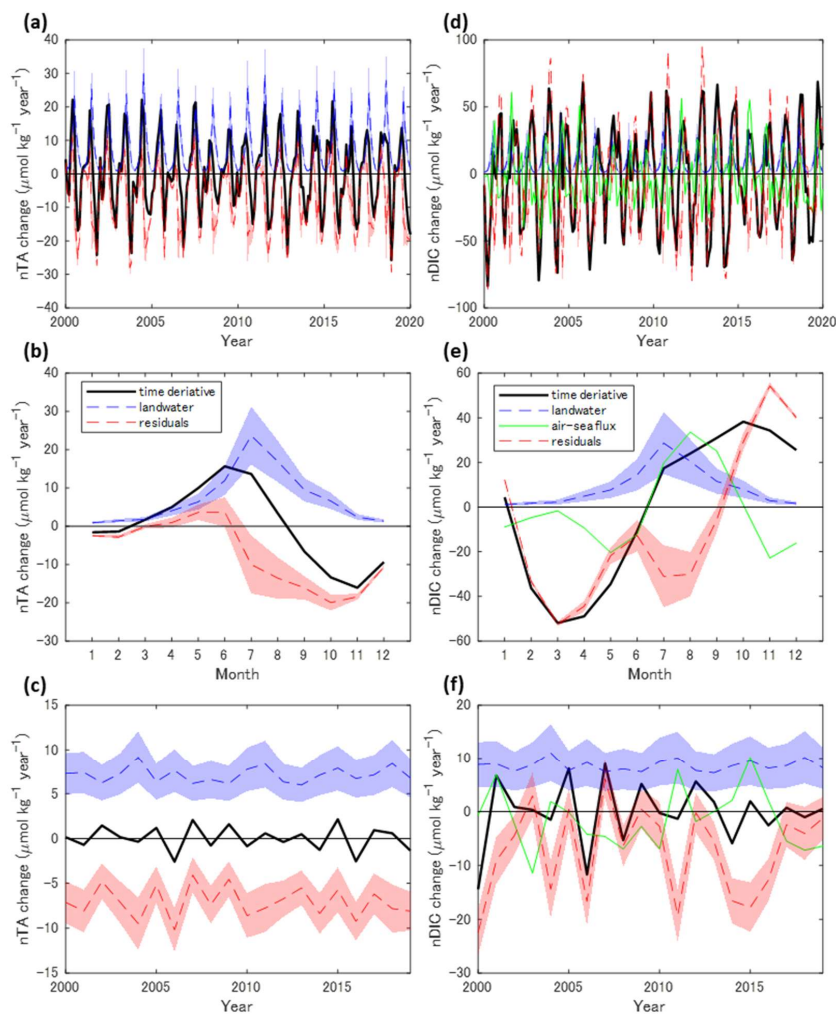 (a)
nTA change (μmol kg⁻¹ year⁻¹)
40
30
20
10
0
-10
-20
-30
-40
2000 2005 2010 2015 2020
Year
(d)
nDIC change (μmol kg⁻¹ year⁻¹)
100
50
0
-50
-100
2000 2005 2010 2015 2020
Year
(b)
nTA change (μmol kg⁻¹ year⁻¹)
40
30
20
10
0
-10
-20
-30
time deriative
landwater
residuals
1 2 3 4 5 6 7 8 9 10 11 12
Month
(e)
nDIC change (μmol kg⁻¹ year⁻¹)
60
40
20
0
-20
-40
-60
time deriative
landwater
air-sea flux
residuals
1 2 3 4 5 6 7 8 9 10 11 12
Month
(c)
nTA change (μmol kg⁻¹ year⁻¹)
15
10
5
0
-5
-10
-15
2000 2005 2010 2015
Year
(f)
nDIC change (μmol kg⁻¹ year⁻¹)
20
10
0
-10
-20
-30
2000 2005 2010 2015
Year